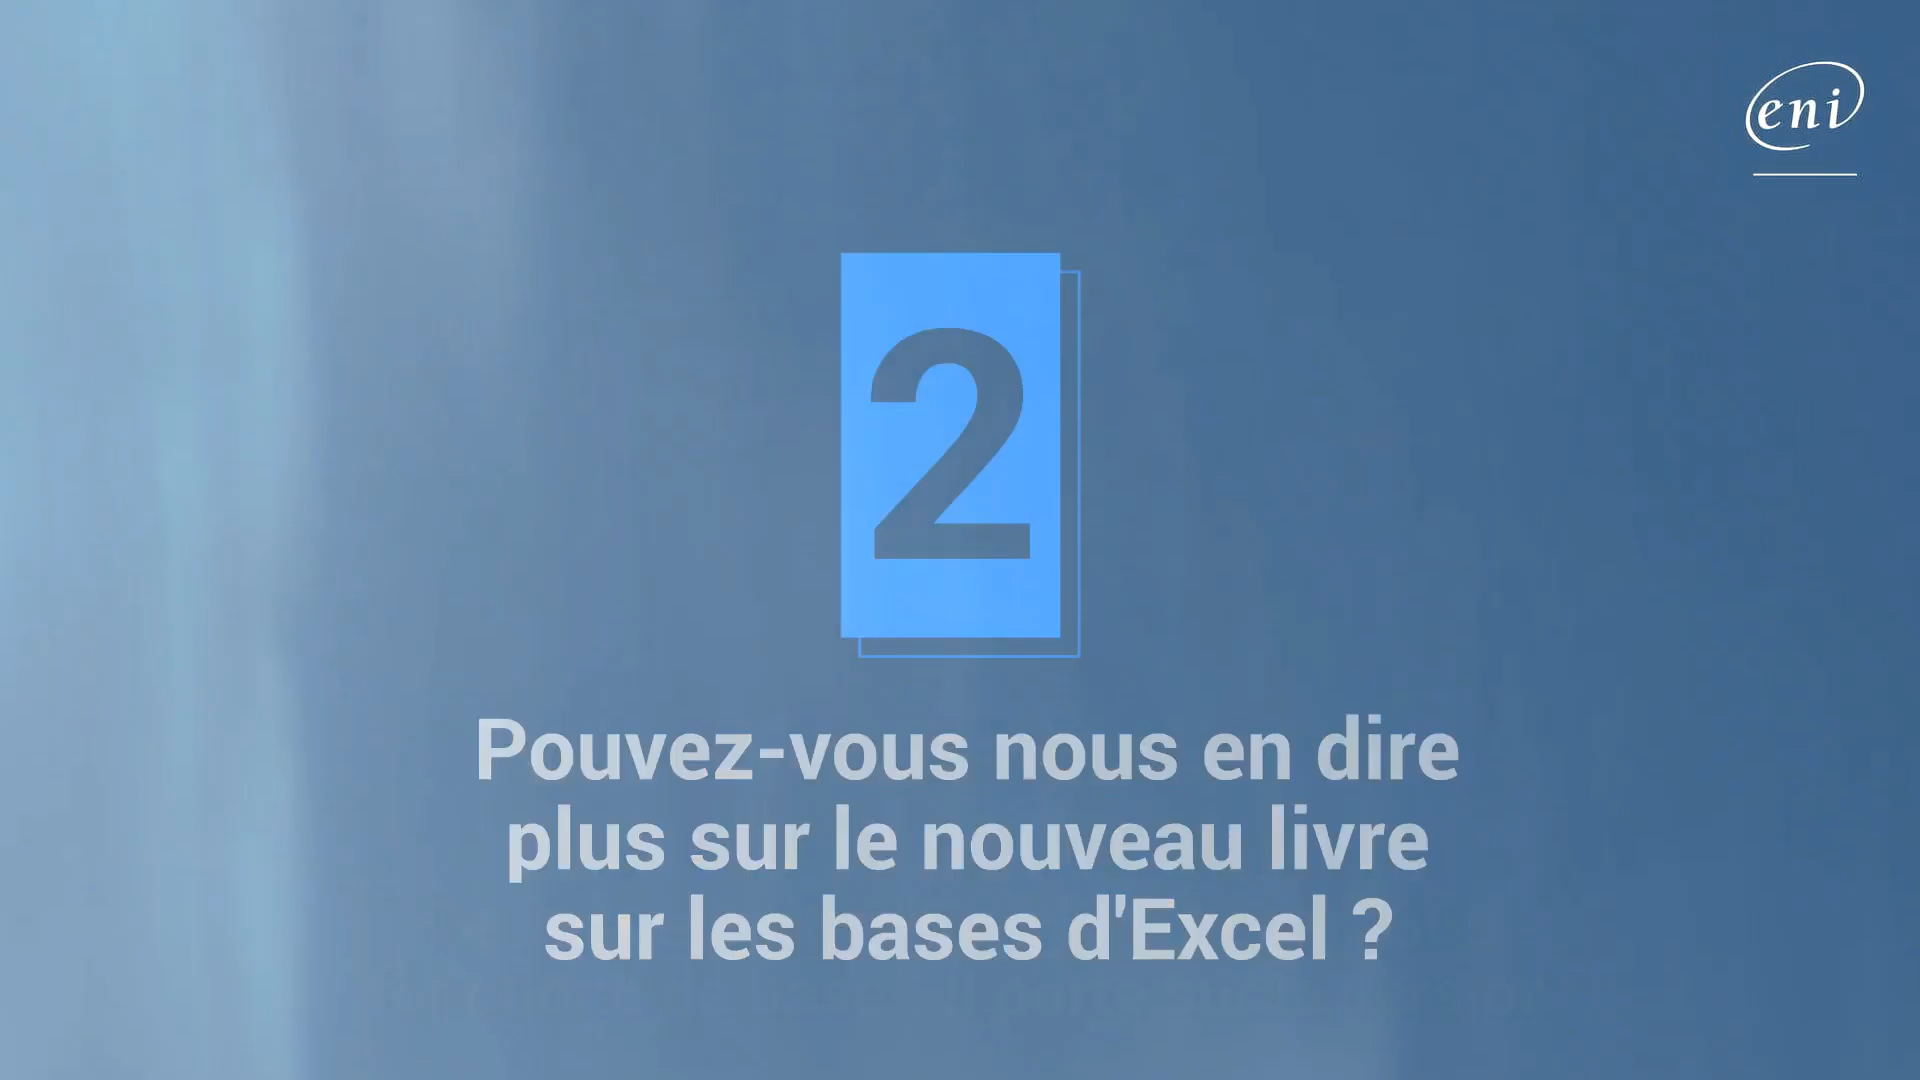 eni
2
Pouvez-vous nous en dire
plus sur le nouveau livre
sur les bases d'Excel ?